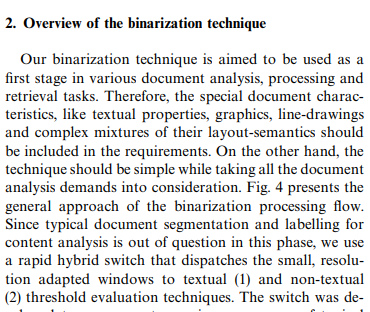 2. Overview of the binarization technique
Our binarization technique is aimed to be used as a
first stage in various document analysis, processing and
retrieval tasks. Therefore, the special document charac-
teristics, like textual properties, graphics, line-drawings
and complex mixtures of their layout-semantics should
be included in the requirements. On the other hand, the
technique should be simple while taking all the document
analysis demands into consideration. Fig. 4 presents the
general approach of the binarization processing flow.
Since typical document segmentation and labelling for
content analysis is out of question in this phase, we use
a rapid hybrid switch that dispatches the small, resolu-
tion adapted windows to textual (1) and non-textual
(2) threshold evaluation techniques. The switch was de-